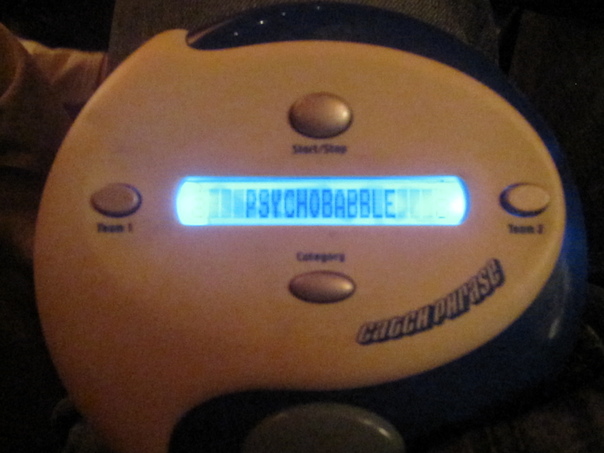 Start/Stop
PSYCHOBABBLE
Team 1
Team 2
Category
catch phrase